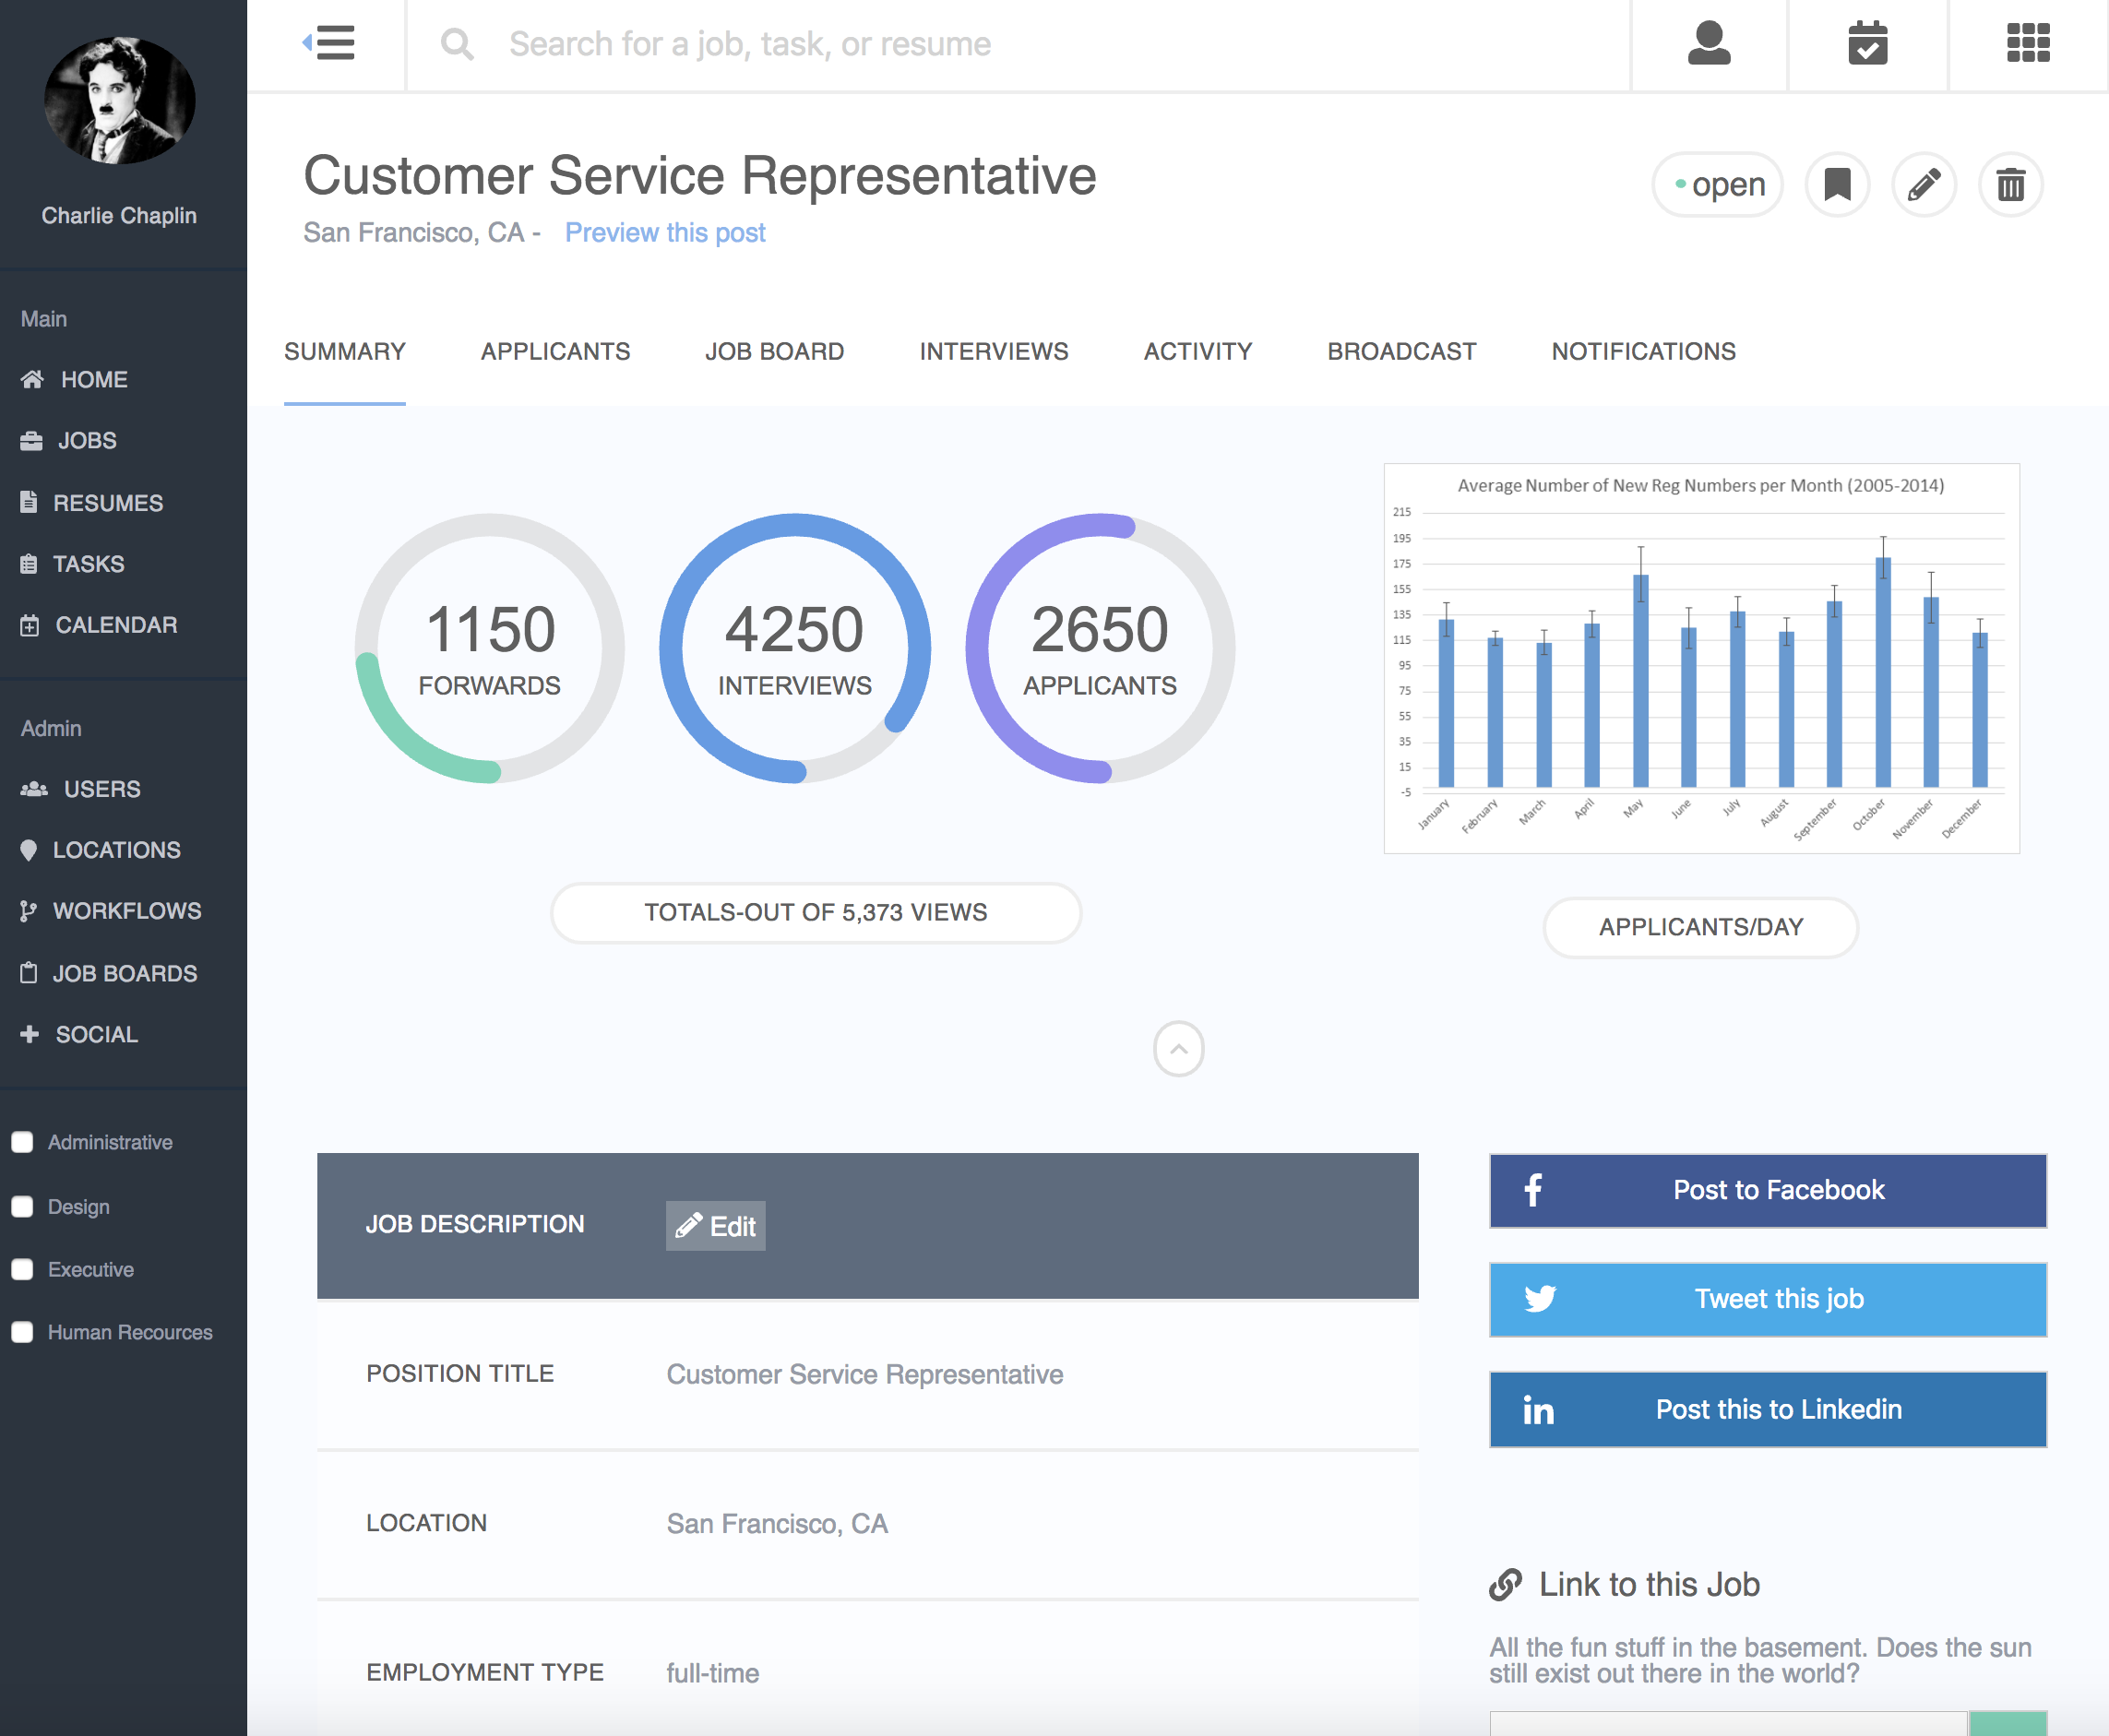 Charlie Chaplin
Main
HOME
JOBS
RESUMES
TASKS
CALENDAR
Admin
USERS
LOCATIONS
WORKFLOWS
JOB BOARDS
SOCIAL
Administrative
Design
Executive
Human Recources
Search for a job, task, or resume
Customer Service Representative
open
San Francisco, CA - Preview this post
SUMMARY APPLICANTS JOB BOARD INTERVIEWS ACTIVITY BROADCAST NOTIFICATIONS
1150
FORWARDS
4250
INTERVIEWS
2650
APPLICANTS
TOTALS-OUT OF 5,373 VIEWS
Average Number of New Reg Numbers per Month (2005-2014)
215
195
175
155
135
115
95
75
55
35
15
-5
January February March April May June July August September October November December
APPLICANTS/DAY
JOB DESCRIPTION Edit
POSITION TITLE Customer Service Representative
LOCATION San Francisco, CA
EMPLOYMENT TYPE full-time
Post to Facebook
Tweet this job
Post this to Linkedin
Link to this Job
All the fun stuff in the basement. Does the sun
still exist out there in the world?